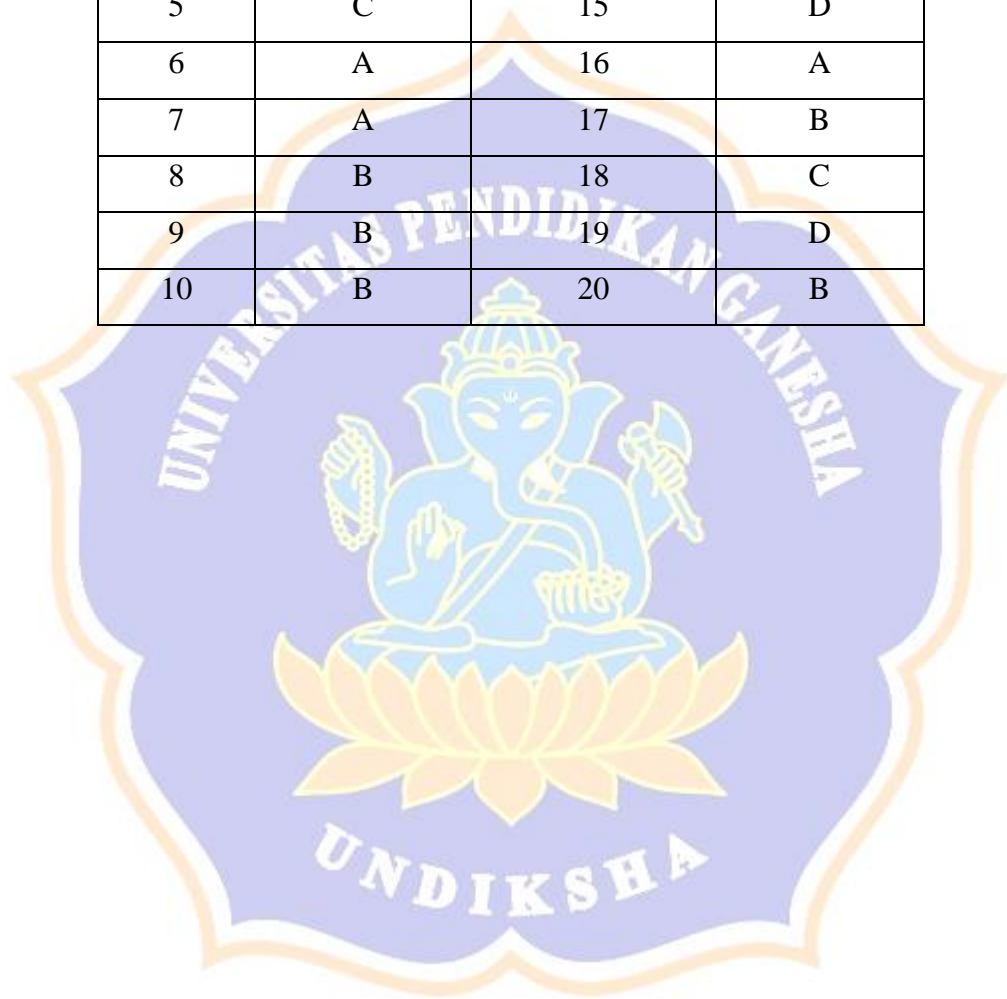 5 C 15 D
6 A 16 A
7 A 17 B
8 B 18 C
9 B 19 D
10 B 20 B
UNIVERSITAS PENDIDIKAN GANESHA
UNDIKSHA